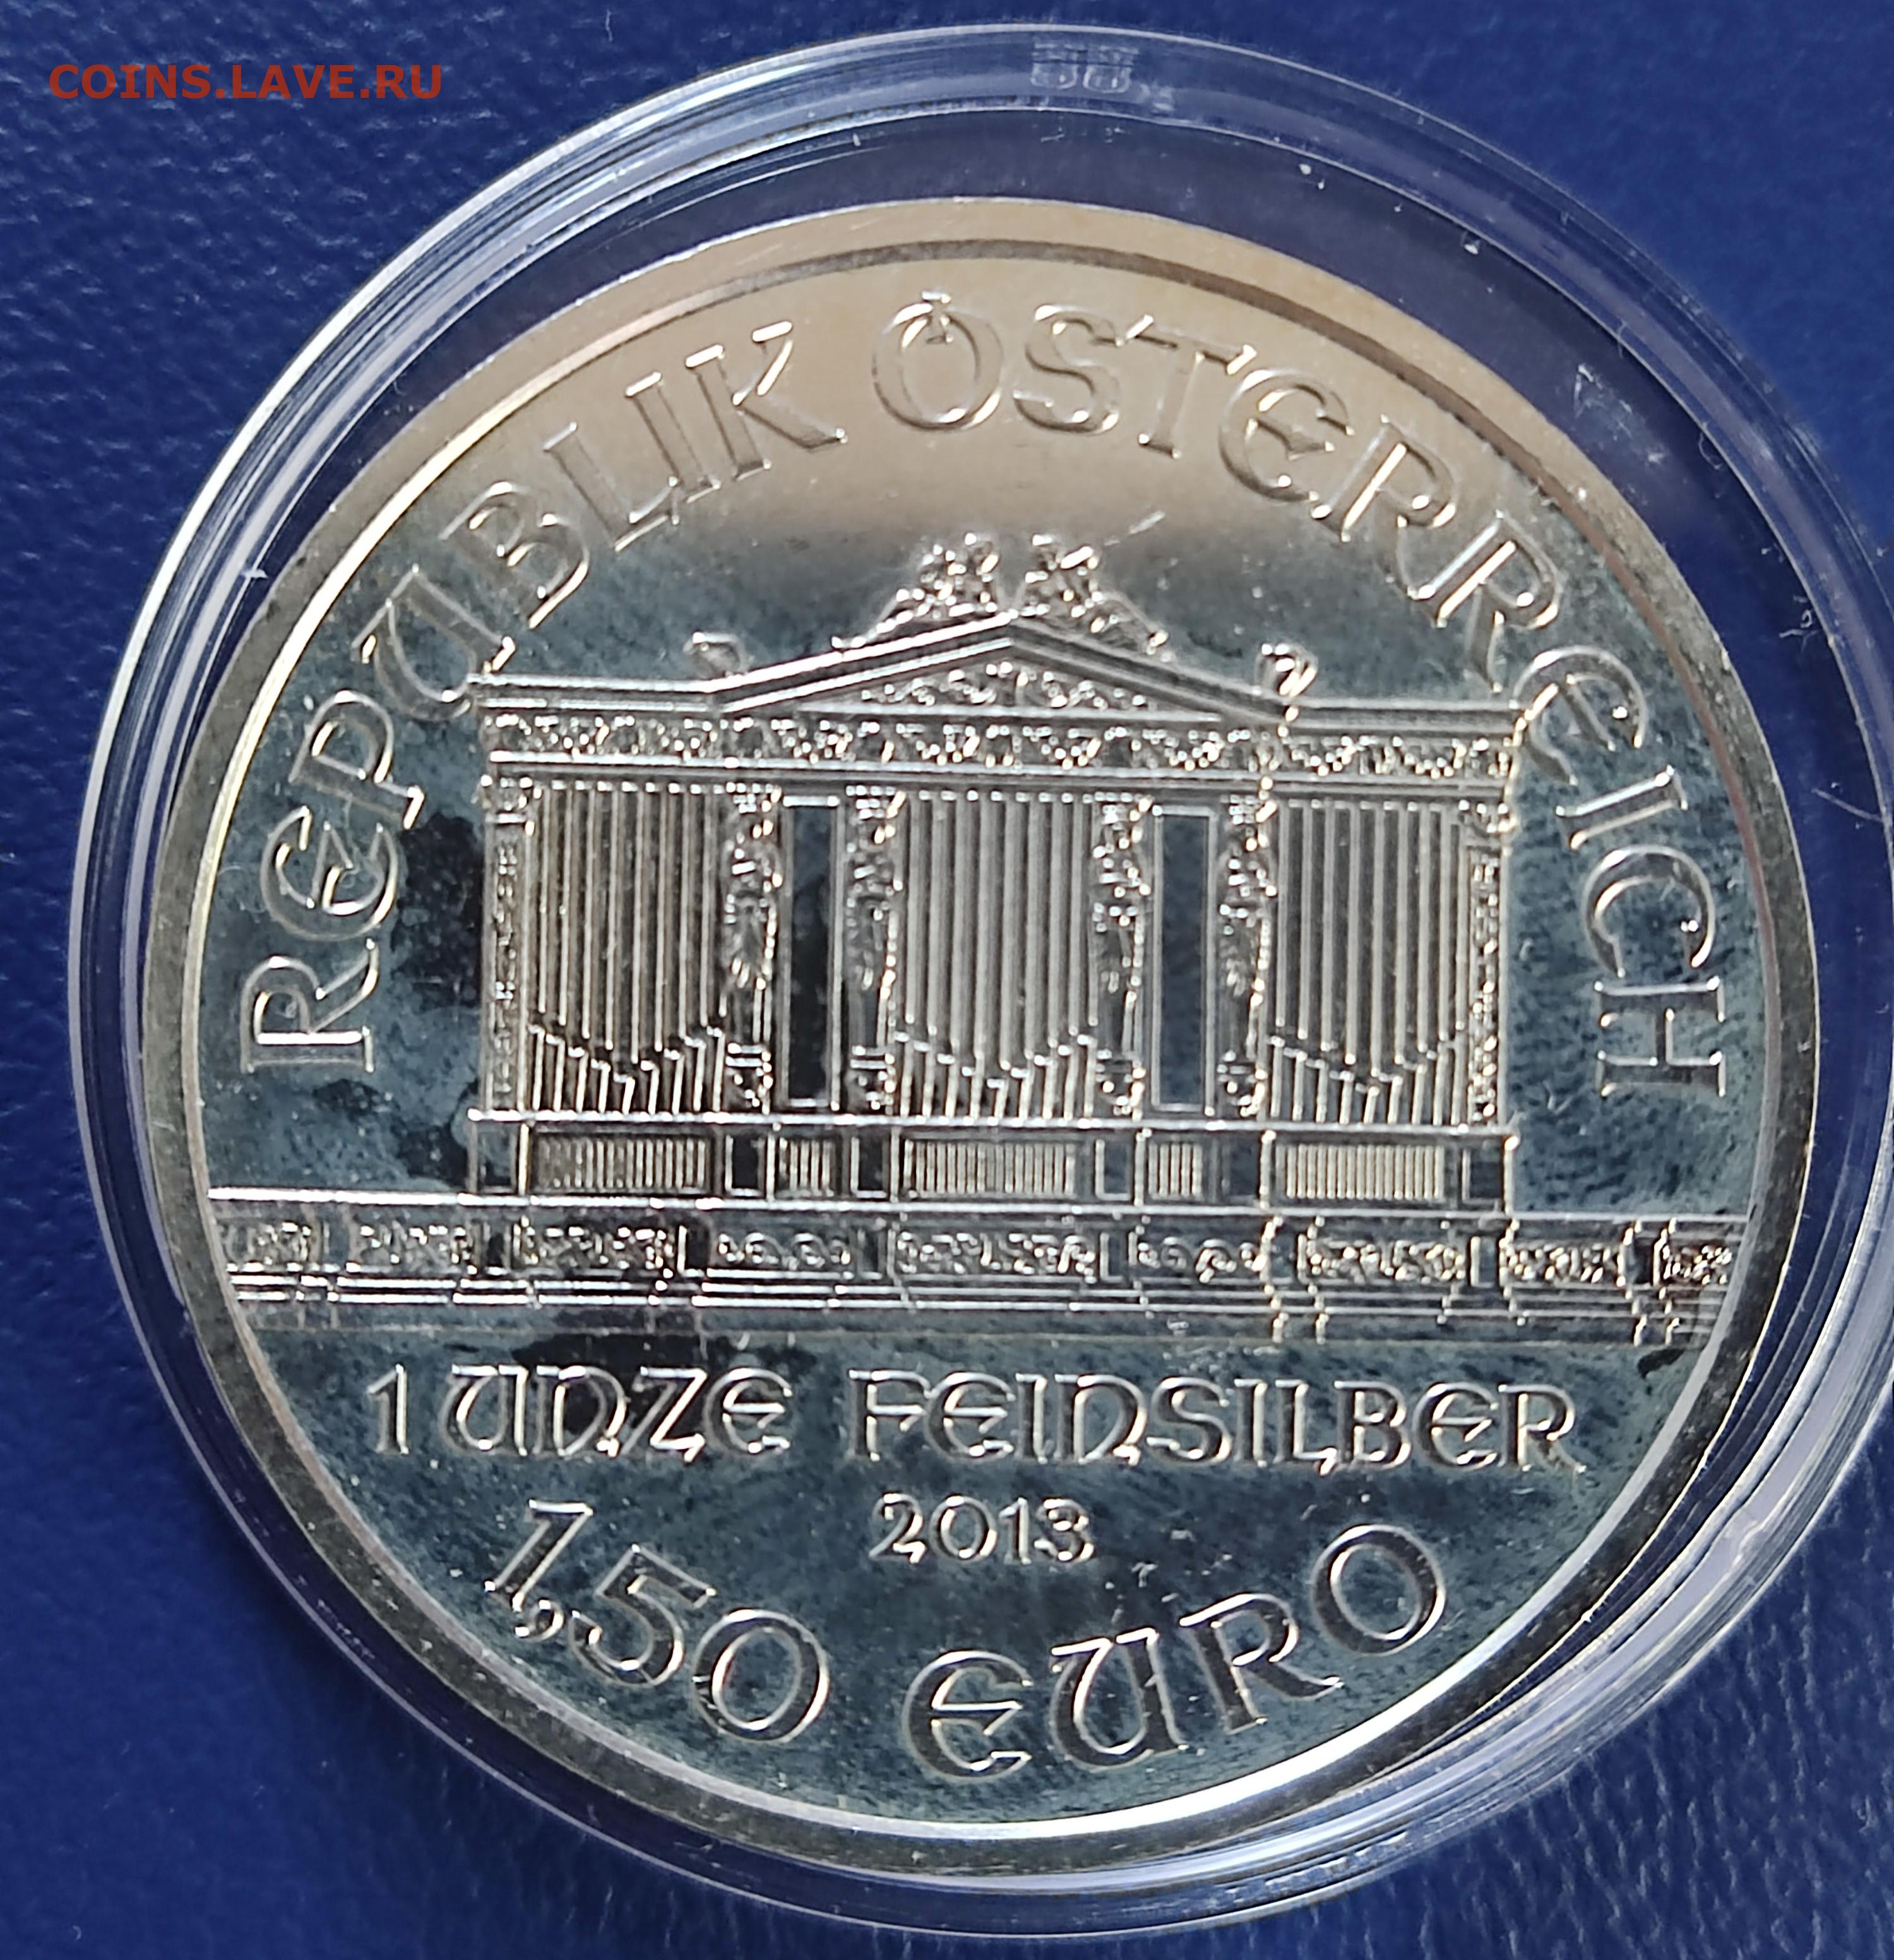 COINS.LAVE.RU
REPUBLIK ÖSTERREICH
1 UNZE FEINSILBER
2013
1,50 EURO